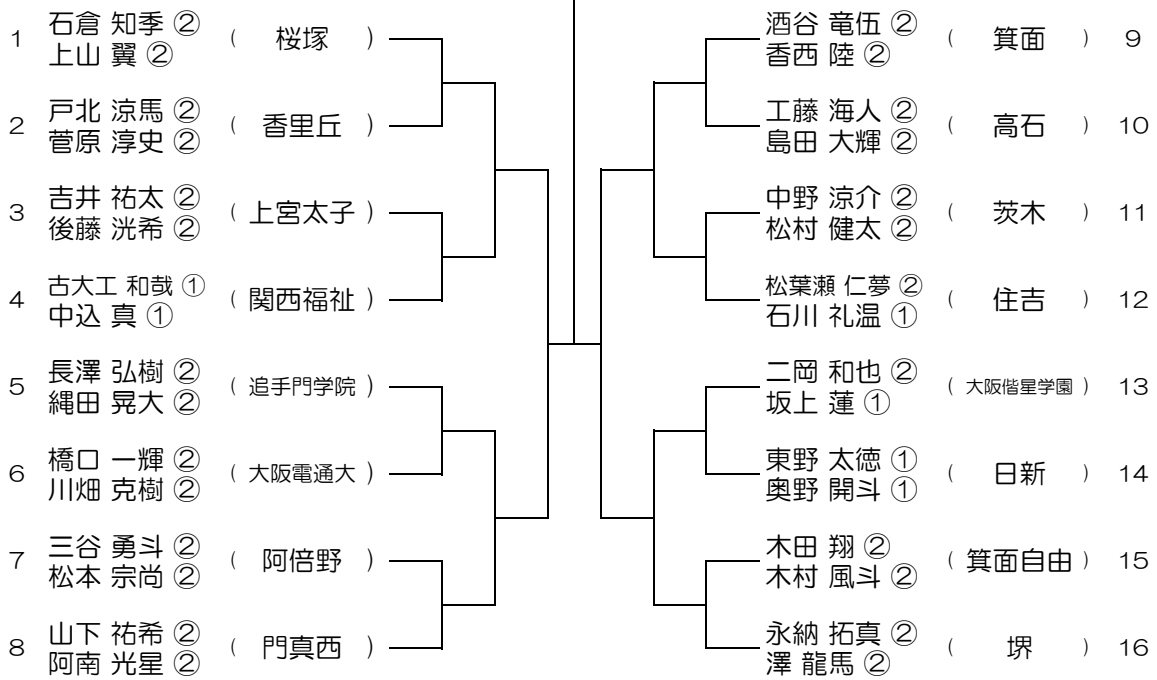 1 石倉 知季 ② 上山 翼 ② ( 桜塚 )
2 戸北 涼馬 ② 菅原 淳史 ② ( 香里丘 )
3 吉井 祐太 ② 後藤 洸希 ② ( 上宮太子 )
4 古大工 和哉 ① 中込 真 ① ( 関西福祉 )
5 長澤 弘樹 ② 縄田 晃大 ② ( 追手門学院 )
6 橋口 一輝 ② 川畑 克樹 ② ( 大阪電通大 )
7 三谷 勇斗 ② 松本 宗尚 ② ( 阿倍野 )
8 山下 祐希 ② 阿南 光星 ② ( 門真西 )
酒谷 竜伍 ② 香西 陸 ② ( 箕面 ) 9
工藤 海人 ② 島田 大輝 ② ( 高石 ) 10
中野 涼介 ② 松村 健太 ② ( 茨木 ) 11
松葉瀬 仁夢 ② 石川 礼温 ① ( 住吉 ) 12
二岡 和也 ② 坂上 蓮 ① ( 大阪偕星学園 ) 13
東野 太徳 ① 奥野 開斗 ① ( 日新 ) 14
木田 翔 ② 木村 風斗 ② ( 箕面自由 ) 15
永納 拓真 ② 澤 龍馬 ② ( 堺 ) 16